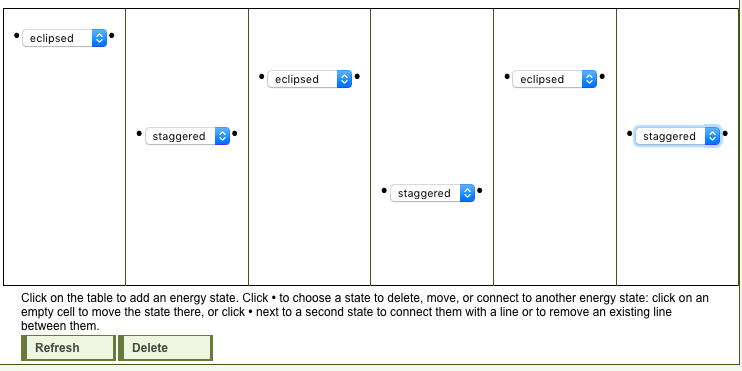 eclipsed
eclipsed
eclipsed
staggered
staggered
staggered
Click on the table to add an energy state. Click • to choose a state to delete, move, or connect to another energy state: click on an
empty cell to move the state there, or click • next to a second state to connect them with a line or to remove an existing line
between them.
Refresh
Delete